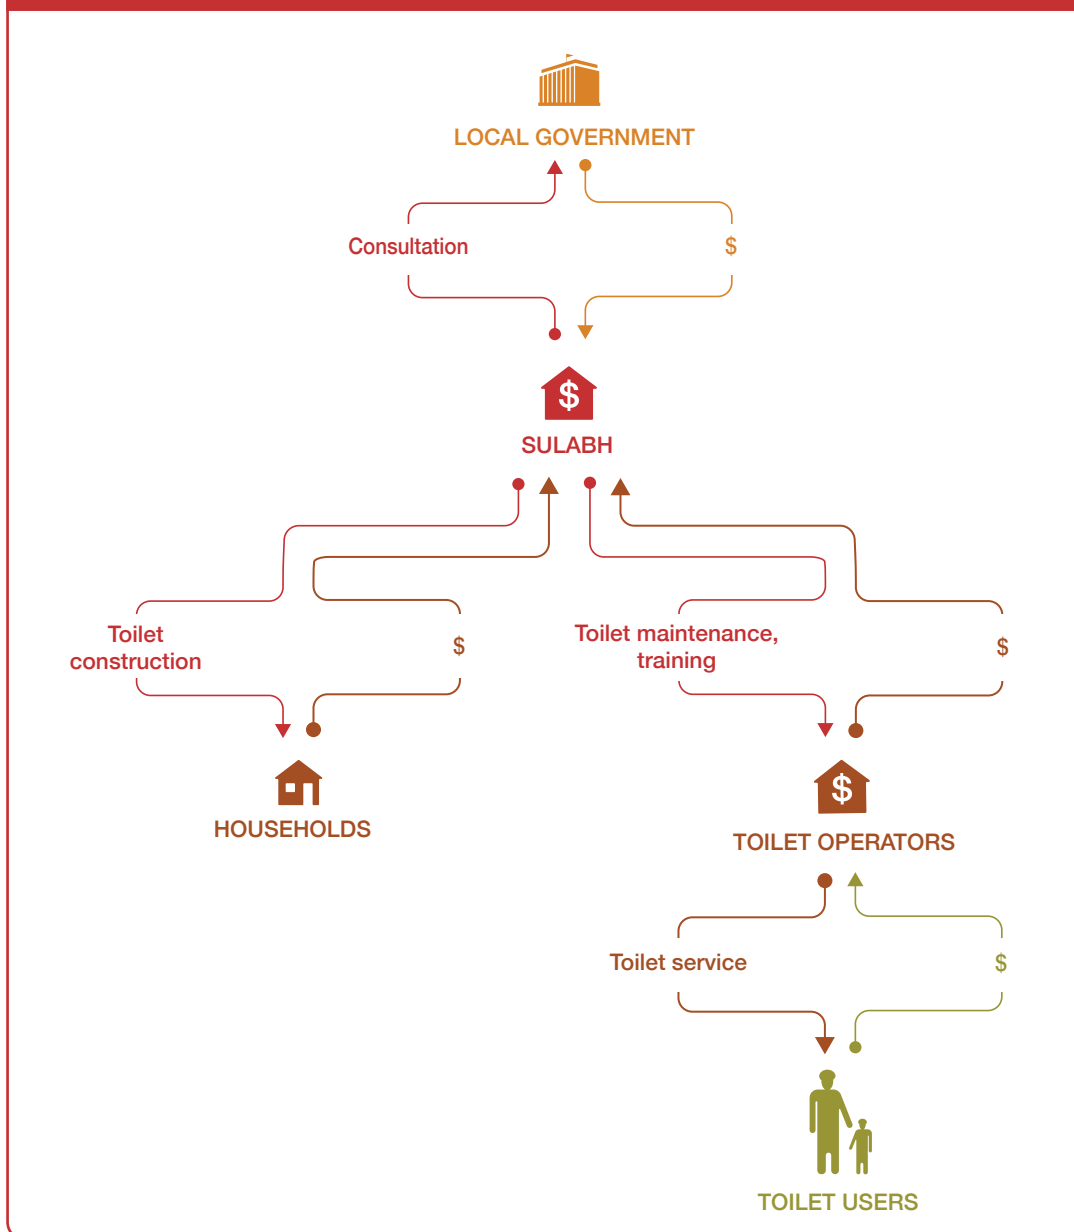 LOCAL GOVERNMENT
Consultation
$
$
SULABH
Toilet
construction
$
Toilet maintenance,
training
$
HOUSEHOLDS
$
TOILET OPERATORS
Toilet service
$
TOILET USERS